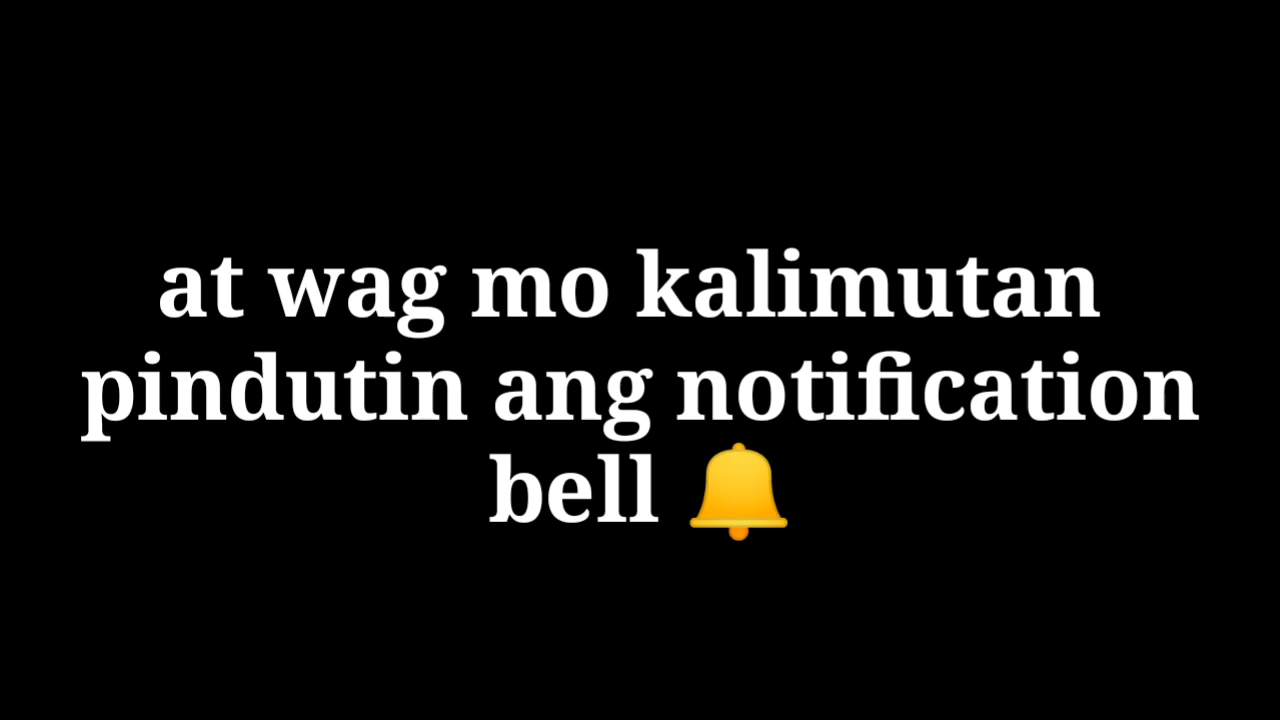 at wag mo kalimutan
pindutin ang notification
bell 🔔